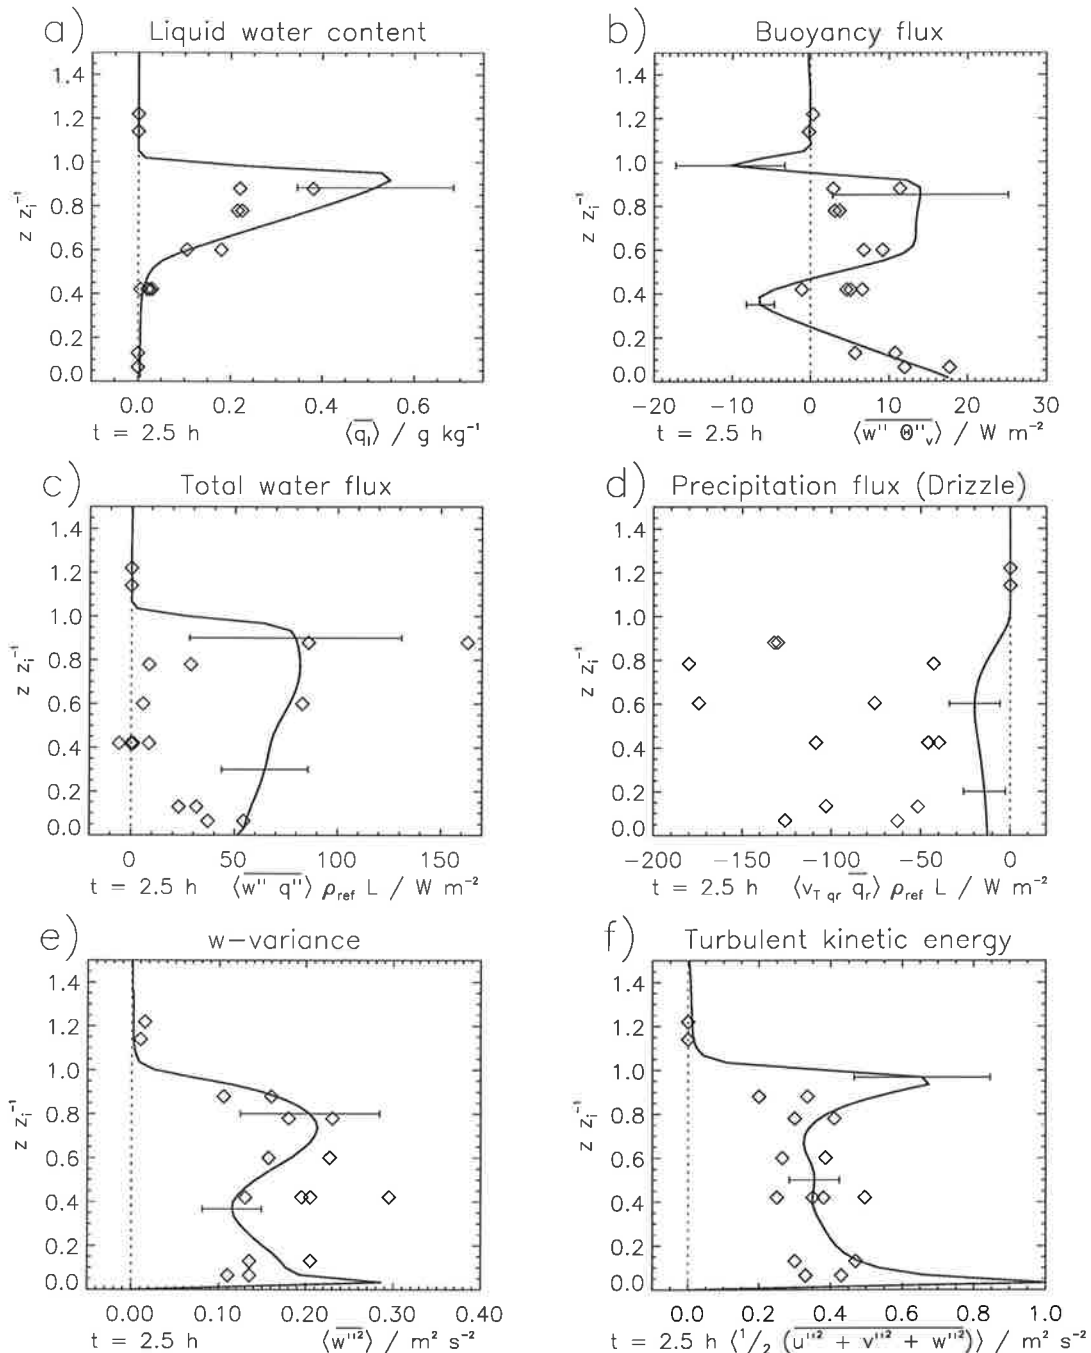 a) Liquid water content
1.4
1.2
1.0
0.8
0.6
0.4
0.2
0.0
z z_i^-1
0.0 0.2 0.4 0.6
t = 2.5 h ⟨q̅_l⟩ / g kg^-1
b) Buoyancy flux
1.4
1.2
1.0
0.8
0.6
0.4
0.2
0.0
z z_i^-1
−20 −10 0 10 20 30
t = 2.5 h ⟨w'' Θ''_v⟩ / W m^-2
c) Total water flux
1.4
1.2
1.0
0.8
0.6
0.4
0.2
0.0
z z_i^-1
0 50 100 150
t = 2.5 h ⟨w'' q''⟩ ρ_ref L / W m^-2
d) Precipitation flux (Drizzle)
1.4
1.2
1.0
0.8
0.6
0.4
0.2
0.0
z z_i^-1
−200 −150 −100 −50 0
t = 2.5 h ⟨v_T qr q̅_r⟩ ρ_ref L / W m^-2
e) w−variance
1.4
1.2
1.0
0.8
0.6
0.4
0.2
0.0
z z_i^-1
0.00 0.10 0.20 0.30 0.40
t = 2.5 h ⟨w''^2⟩ / m^2 s^-2
f) Turbulent kinetic energy
1.4
1.2
1.0
0.8
0.6
0.4
0.2
0.0
z z_i^-1
0.0 0.2 0.4 0.6 0.8 1.0
t = 2.5 h ⟨1/2 (u''^2 + v''^2 + w''^2)⟩ / m^2 s^-2